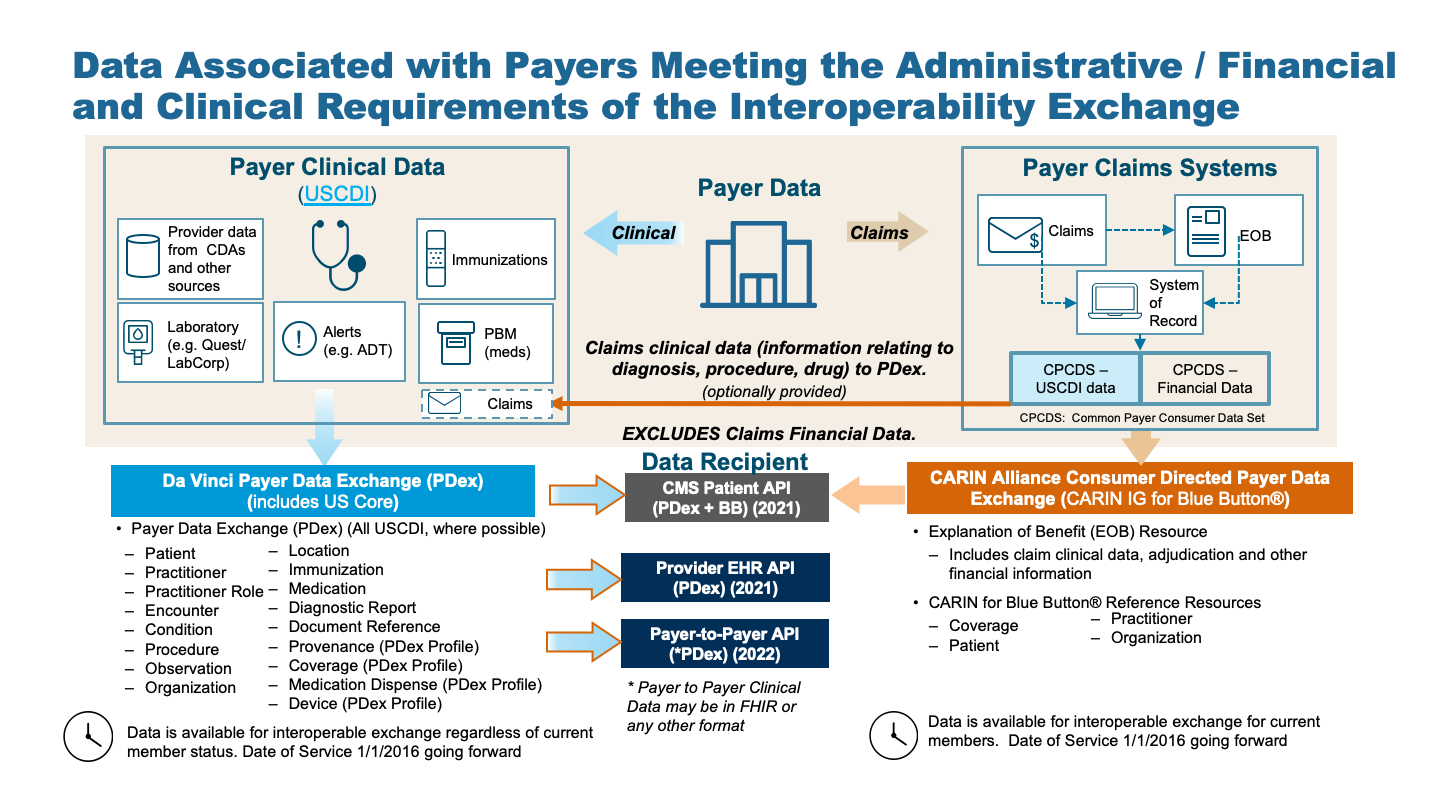 Data Associated with Payers Meeting the Administrative / Financial
and Clinical Requirements of the Interoperability Exchange
Payer Clinical Data
(USCDI)
Provider data
from CDAs
and other
sources
Immunizations
Laboratory
(e.g. Quest/
LabCorp)
!
Alerts
(e.g. ADT)
PBM
(meds)
Claims
Payer Data
Clinical
Claims
Claims clinical data (information relating to
diagnosis, procedure, drug) to PDex.
(optionally provided)
EXCLUDES Claims Financial Data.
Payer Claims Systems
$
Claims
EOB
System
of
Record
CPCDS –
USCDI data
CPCDS –
Financial Data
CPCDS: Common Payer Consumer Data Set
Da Vinci Payer Data Exchange (PDex)
(includes US Core)
• Payer Data Exchange (PDex) (All USCDI, where possible)
– Patient
– Practitioner
– Practitioner Role
– Encounter
– Condition
– Procedure
– Observation
– Organization
– Location
– Immunization
– Medication
– Diagnostic Report
– Document Reference
– Provenance (PDex Profile)
– Coverage (PDex Profile)
– Medication Dispense (PDex Profile)
– Device (PDex Profile)
Data is available for interoperable exchange regardless of current
member status. Date of Service 1/1/2016 going forward
Data Recipient
CMS Patient API
(PDex + BB) (2021)
Provider EHR API
(PDex) (2021)
Payer-to-Payer API
(*PDex) (2022)
* Payer to Payer Clinical
Data may be in FHIR or
any other format
CARIN Alliance Consumer Directed Payer Data
Exchange (CARIN IG for Blue Button®)
• Explanation of Benefit (EOB) Resource
– Includes claim clinical data, adjudication and other
financial information
• CARIN for Blue Button® Reference Resources
– Coverage
– Patient
– Practitioner
– Organization
Data is available for interoperable exchange for current
members. Date of Service 1/1/2016 going forward